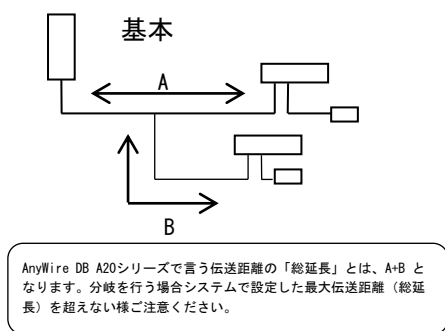 基本
A
B
AnyWire DB A20シリーズで言う伝送距離の「総延長」とは、A+B と
なります。分岐を行う場合システムで設定した最大伝送距離（総延
長）を超えない様ご注意ください。